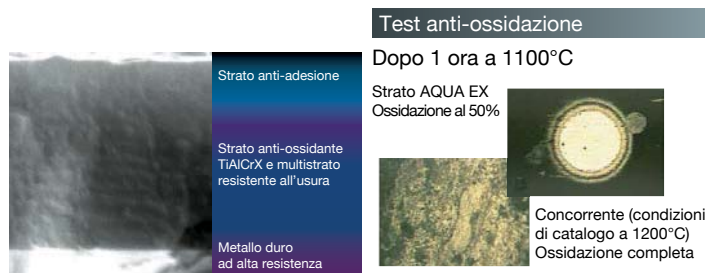 Strato anti-adesione
Strato anti-ossidante
TiAlCrX e multistrato
resistente all'usura
Metallo duro
ad alta resistenza
Test anti-ossidazione
Dopo 1 ora a 1100°C
Strato AQUA EX
Ossidazione al 50%
Concorrente (condizioni
di catalogo a 1200°C)
Ossidazione completa